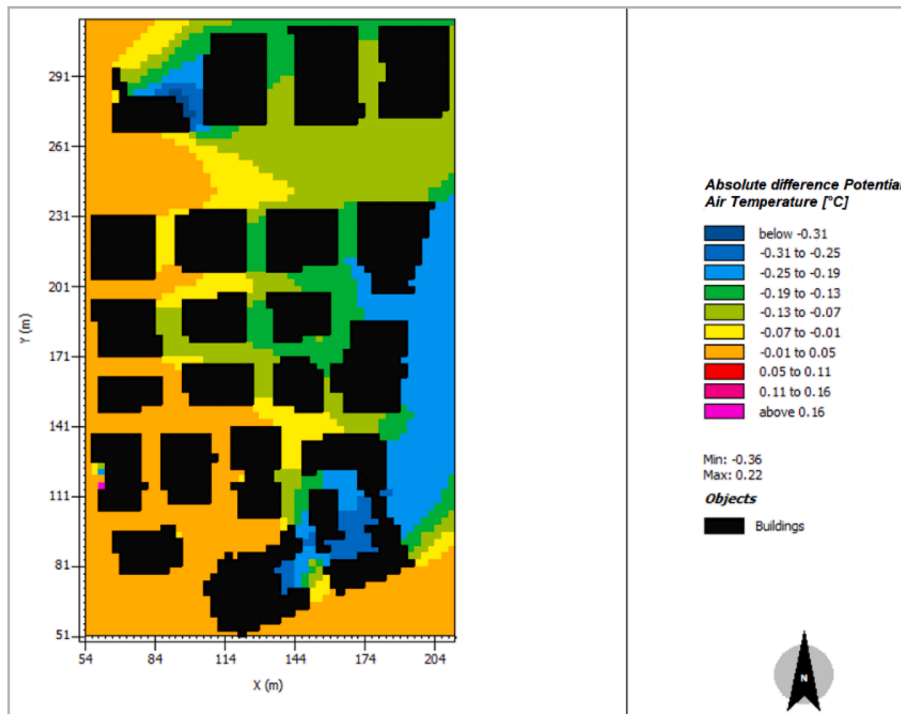 291
261
231
201
171
141
111
81
51
Y (m)
54 84 114 144 174 204
X (m)
Absolute difference Potential
Air Temperature [°C]
below -0.31
-0.31 to -0.25
-0.25 to -0.19
-0.19 to -0.13
-0.13 to -0.07
-0.07 to -0.01
-0.01 to 0.05
0.05 to 0.11
0.11 to 0.16
above 0.16
Min: -0.36
Max: 0.22
Objects
Buildings
N